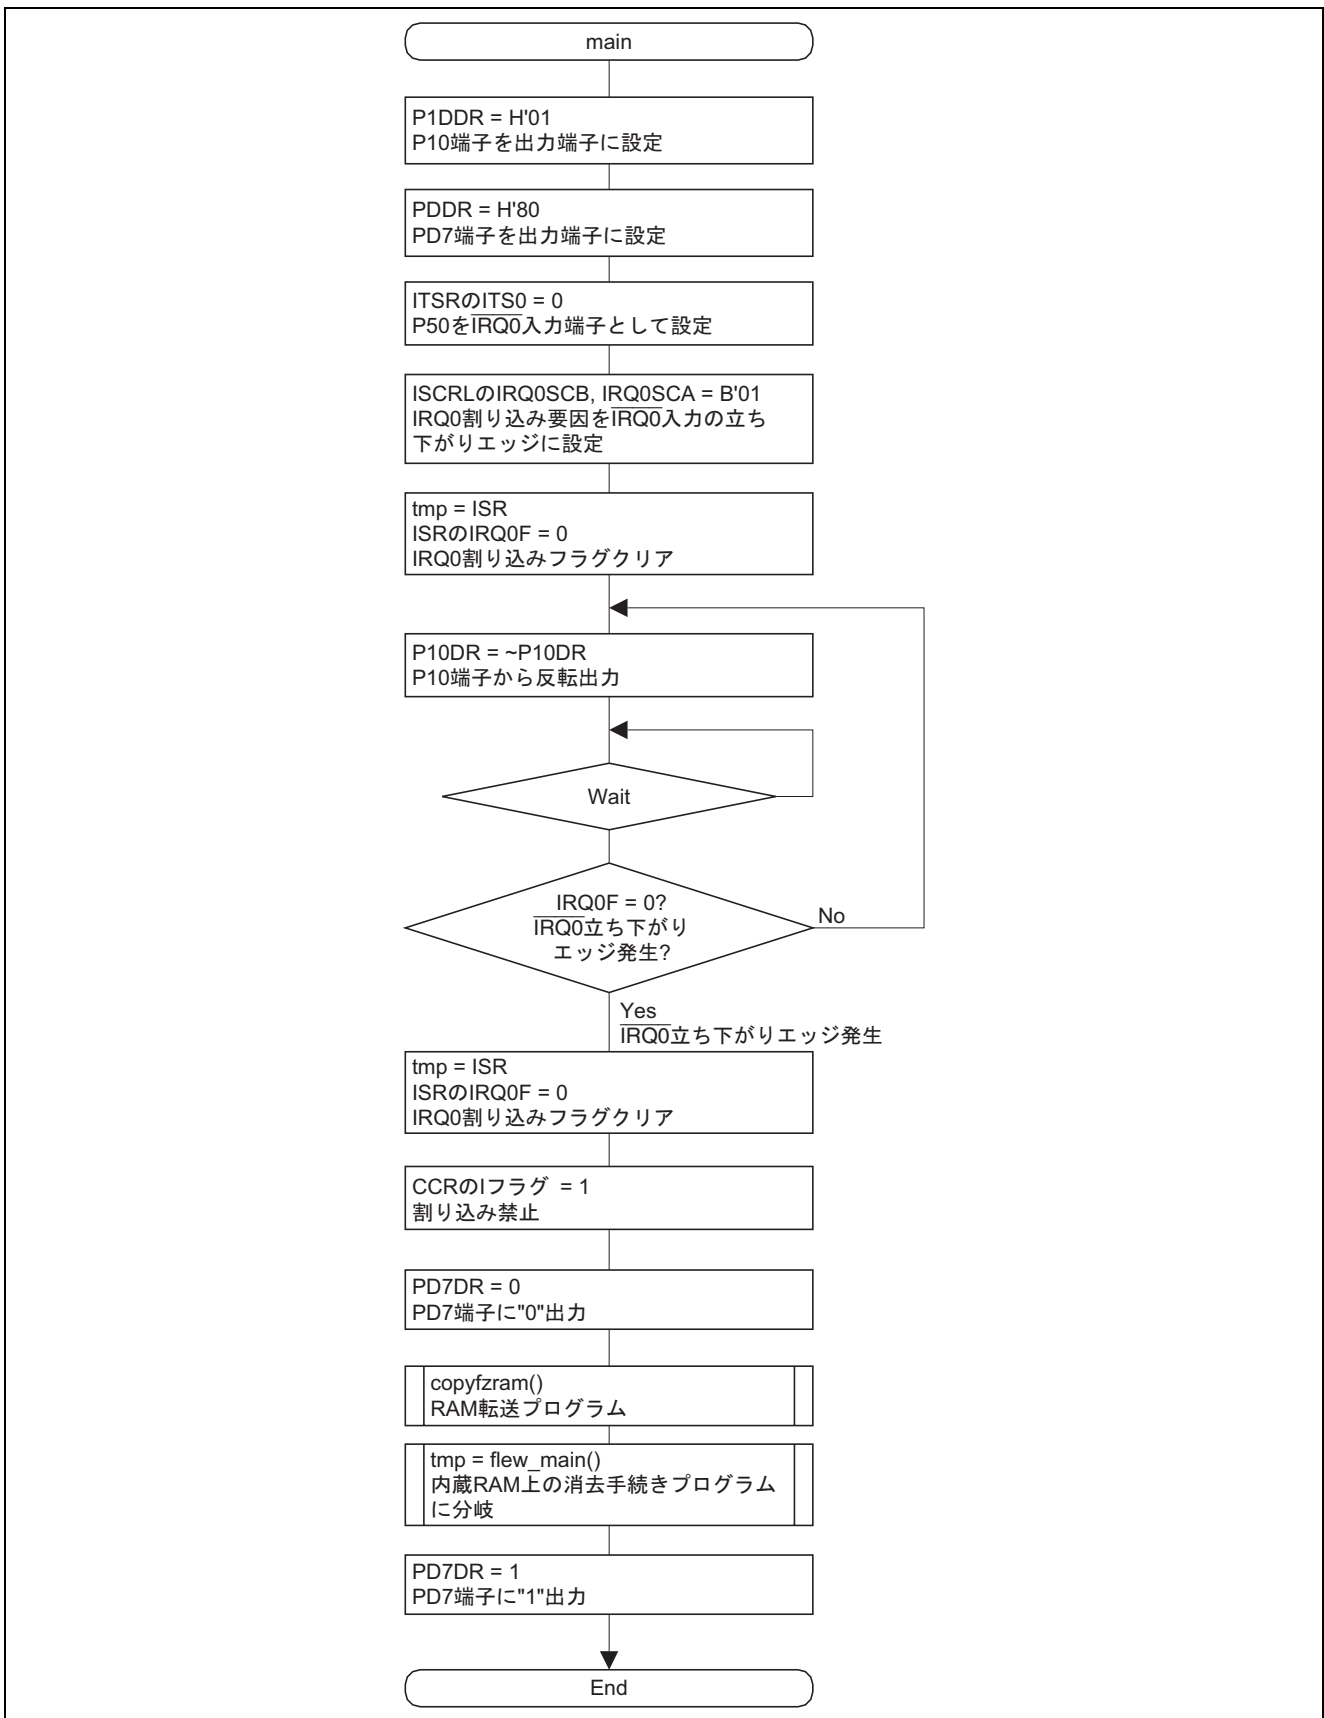 main
P1DDR = H'01
P10端子を出力端子に設定
PDDR = H'80
PD7端子を出力端子に設定
ITSRのITS0 = 0
P50をIRQ0入力端子として設定
ISCRLのIRQ0SCB, IRQ0SCA = B'01
IRQ0割り込み要因をIRQ0入力の立ち
下がりエッジに設定
tmp = ISR
ISRのIRQ0F = 0
IRQ0割り込みフラグクリア
P10DR = ~P10DR
P10端子から反転出力
Wait
IRQ0F = 0?
IRQ0立ち下がり
エッジ発生?
No
Yes
IRQ0立ち下がりエッジ発生
tmp = ISR
ISRのIRQ0F = 0
IRQ0割り込みフラグクリア
CCRのIフラグ = 1
割り込み禁止
PD7DR = 0
PD7端子に"0"出力
copyfzram()
RAM転送プログラム
tmp = flew_main()
内蔵RAM上の消去手続きプログラム
に分岐
PD7DR = 1
PD7端子に"1"出力
End